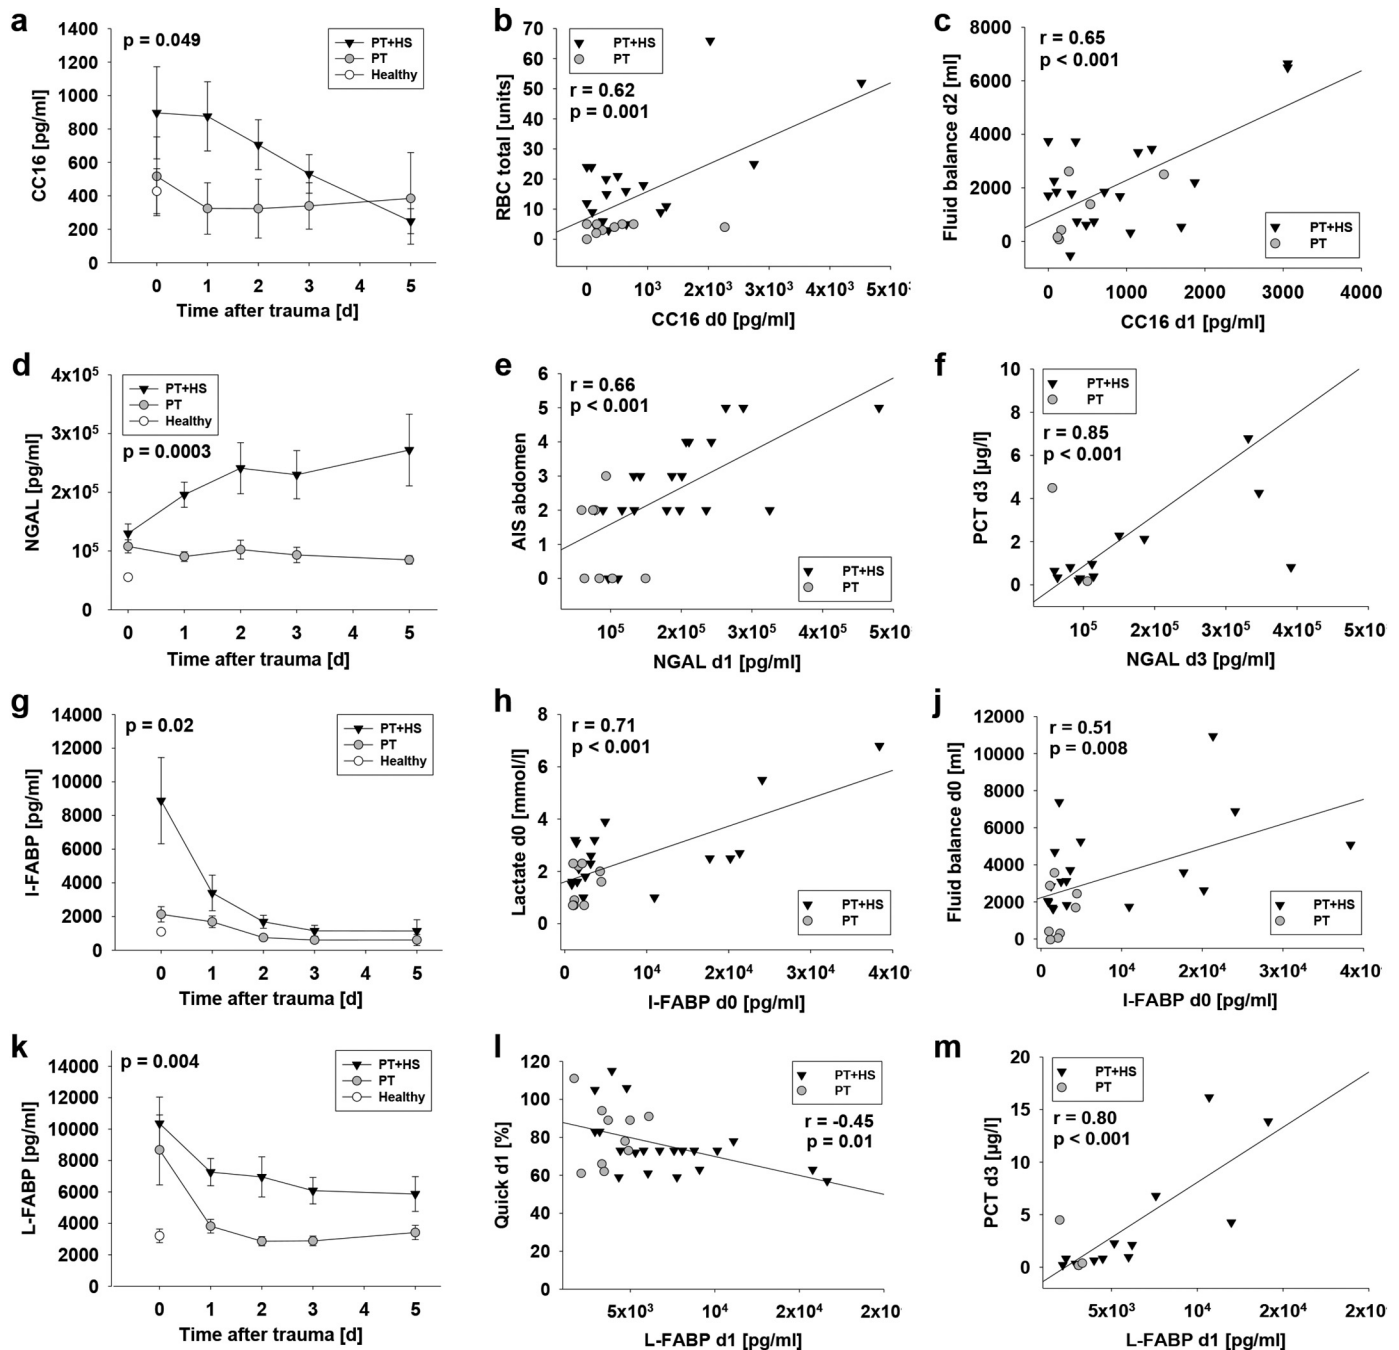 a
CC16 [pg/ml]
1400
1200
1000
800
600
400
200
0
p = 0.049
PT+HS
PT
Healthy
0 1 2 3 4 5
Time after trauma [d]
b
RBC total [units]
70
60
50
40
30
20
10
0
PT+HS
PT
r = 0.62
p = 0.001
0 10³ 2x10³ 3x10³ 4x10³ 5x10³
CC16 d0 [pg/ml]
c
Fluid balance d2 [ml]
8000
6000
4000
2000
0
r = 0.65
p < 0.001
PT+HS
PT
0 1000 2000 3000 4000
CC16 d1 [pg/ml]
d
NGAL [pg/ml]
4x10⁵
3x10⁵
2x10⁵
10⁵
0
PT+HS
PT
Healthy
p = 0.0003
0 1 2 3 4 5
Time after trauma [d]
e
AIS abdomen
6
5
4
3
2
1
0
r = 0.66
p < 0.001
PT+HS
PT
10⁵ 2x10⁵ 3x10⁵ 4x10⁵ 5x10
NGAL d1 [pg/ml]
f
PCT d3 [µg/l]
10
8
6
4
2
0
PT+HS
PT
r = 0.85
p < 0.001
10⁵ 2x10⁵ 3x10⁵ 4x10⁵ 5x10
NGAL d3 [pg/ml]
g
I-FABP [pg/ml]
14000
12000
10000
8000
6000
4000
2000
0
p = 0.02
PT+HS
PT
Healthy
0 1 2 3 4 5
Time after trauma [d]
h
Lactate d0 [mmol/l]
8
6
4
2
0
r = 0.71
p < 0.001
PT+HS
PT
0 10⁴ 2x10⁴ 3x10⁴ 4x10
I-FABP d0 [pg/ml]
j
Fluid balance d0 [ml]
12000
10000
8000
6000
4000
2000
0
r = 0.51
p = 0.008
PT+HS
PT
0 10⁴ 2x10⁴ 3x10⁴ 4x10
I-FABP d0 [pg/ml]
k
L-FABP [pg/ml]
14000
12000
10000
8000
6000
4000
2000
0
p = 0.004
PT+HS
PT
Healthy
0 1 2 3 4 5
Time after trauma [d]
l
Quick d1 [%]
120
100
80
60
40
20
0
PT+HS
PT
r = -0.45
p = 0.01
5x10³ 10⁴ 2x10⁴ 2x10
L-FABP d1 [pg/ml]
m
PCT d3 [µg/l]
20
15
10
5
0
PT+HS
PT
r = 0.80
p < 0.001
5x10³ 10⁴ 2x10⁴ 2x10
L-FABP d1 [pg/ml]